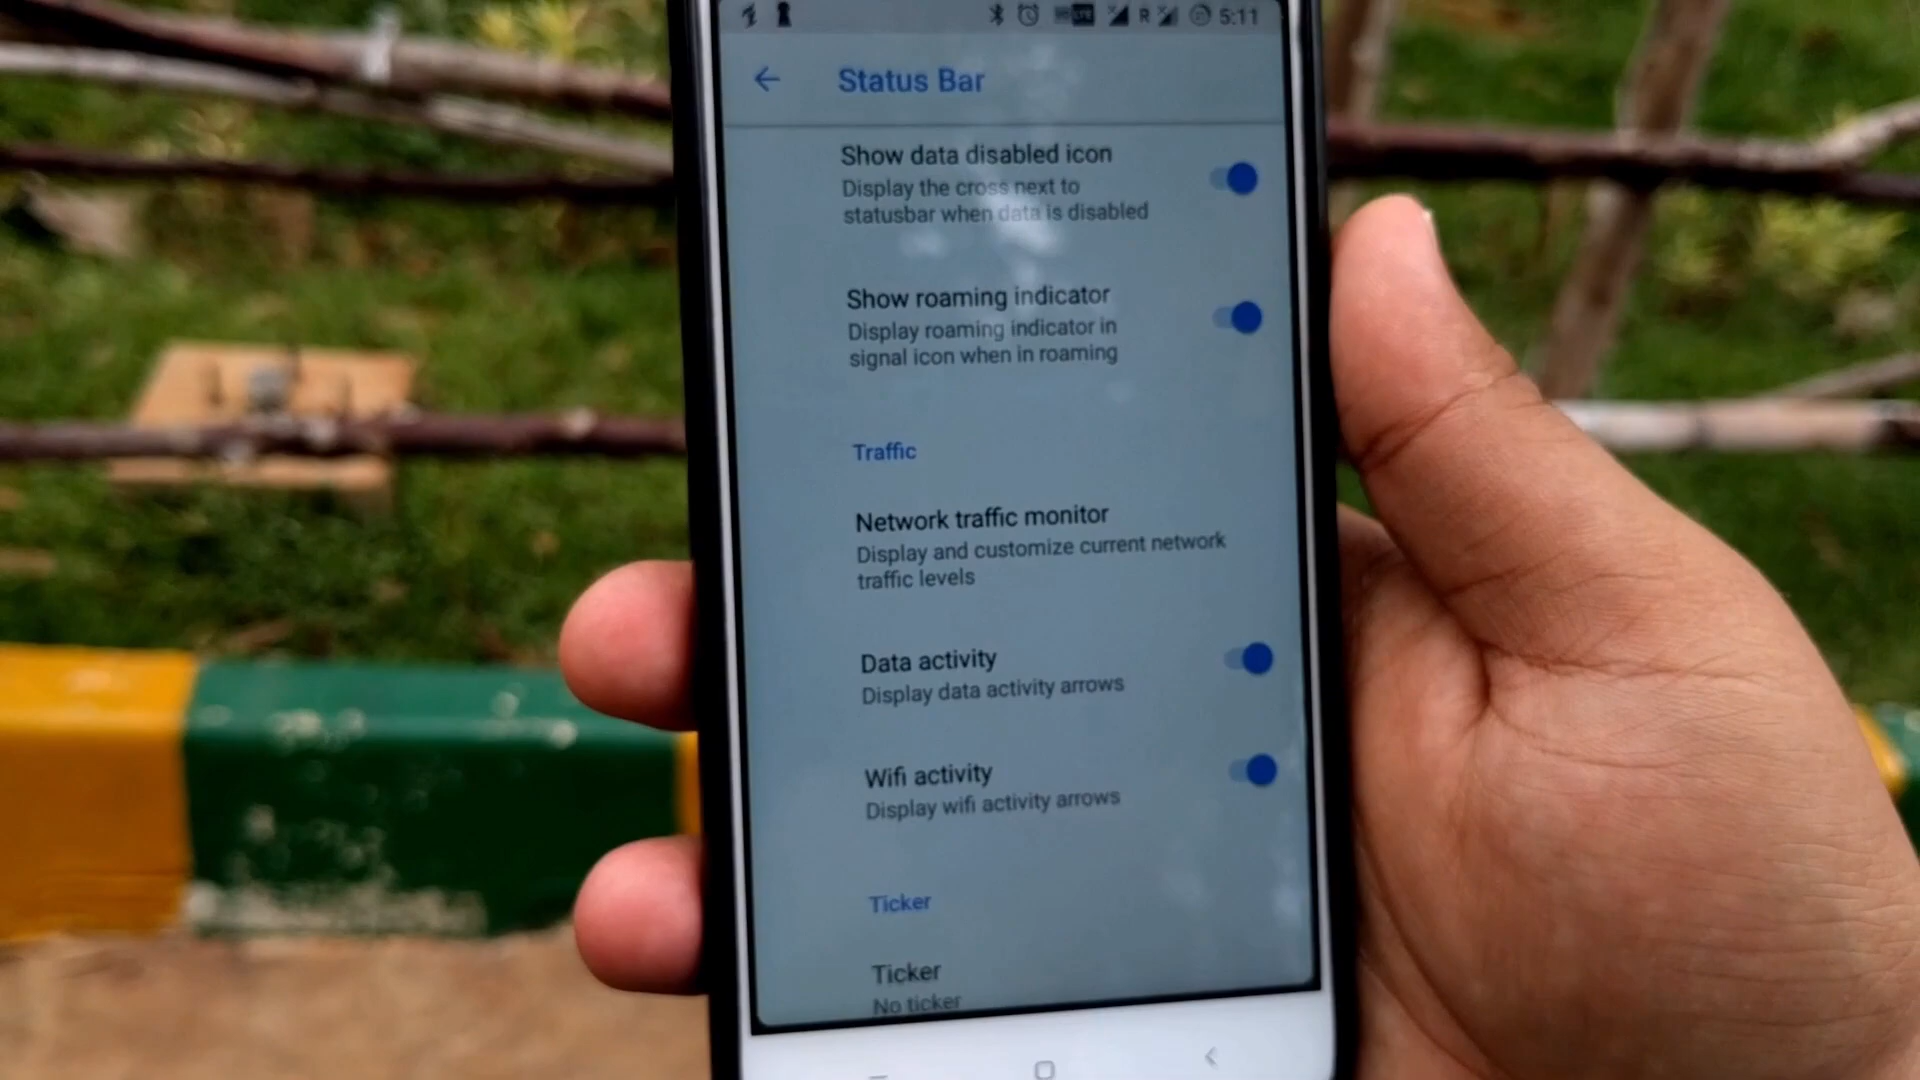 R 5:11
Status Bar
Show data disabled icon
Display the cross next to
statusbar when data is disabled
Show roaming indicator
Display roaming indicator in
signal icon when in roaming
Traffic
Network traffic monitor
Display and customize current network
traffic levels
Data activity
Display data activity arrows
Wifi activity
Display wifi activity arrows
Ticker
Ticker
No ticker